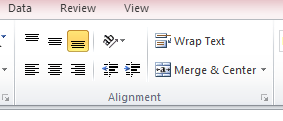 Data Review View
Wrap Text
Merge & Center
Alignment